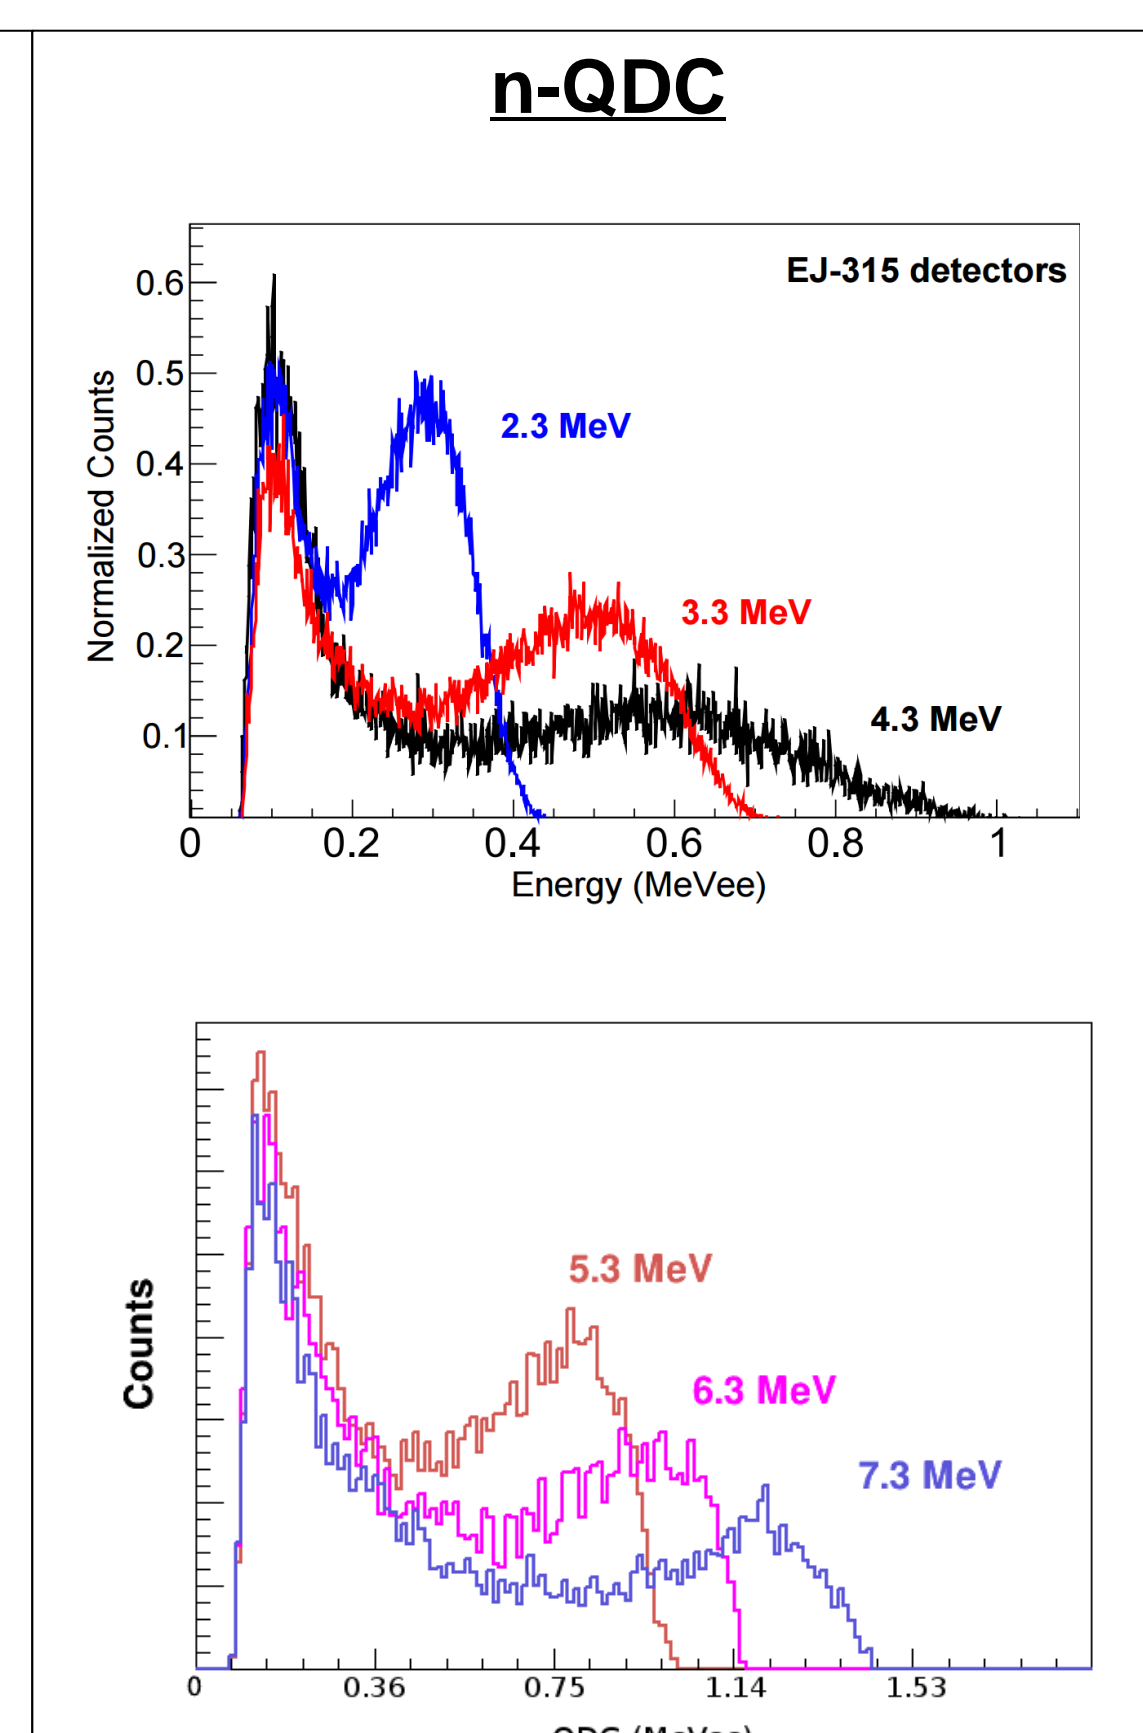 n-QDC
EJ-315 detectors
0.6
0.5
0.4
0.3
0.2
0.1
Normalized Counts
2.3 MeV
3.3 MeV
4.3 MeV
0 0.2 0.4 0.6 0.8 1
Energy (MeVee)
Counts
5.3 MeV
6.3 MeV
7.3 MeV
0 0.36 0.75 1.14 1.53
QDC (MeVee)